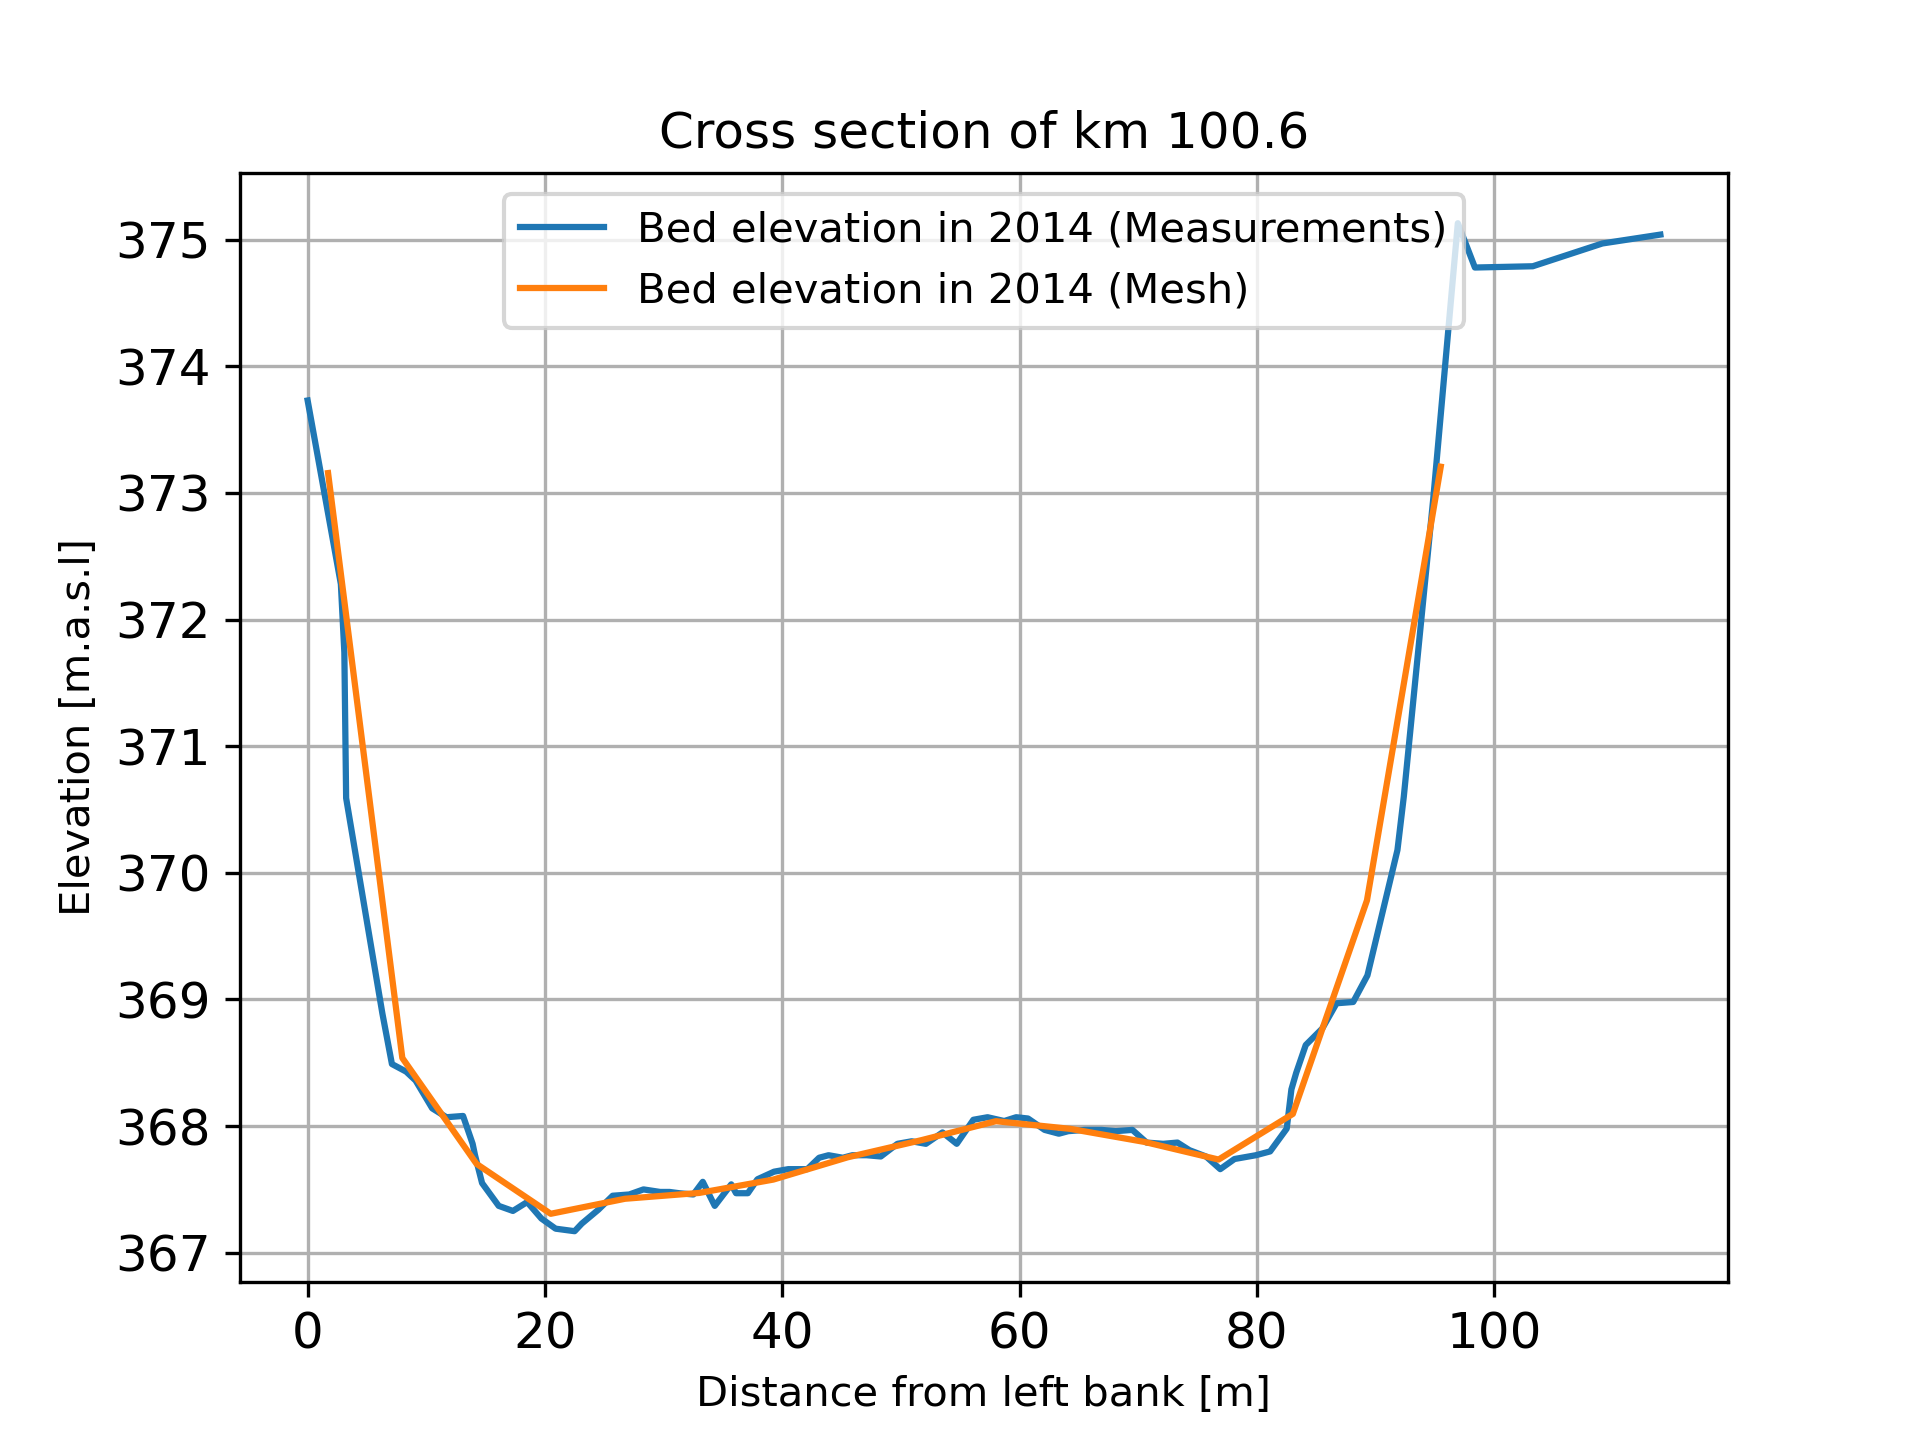 Cross section of km 100.6
Bed elevation in 2014 (Measurements)
Bed elevation in 2014 (Mesh)
375
374
373
372
371
370
369
368
367
Elevation [m.a.s.l]
0 20 40 60 80 100
Distance from left bank [m]